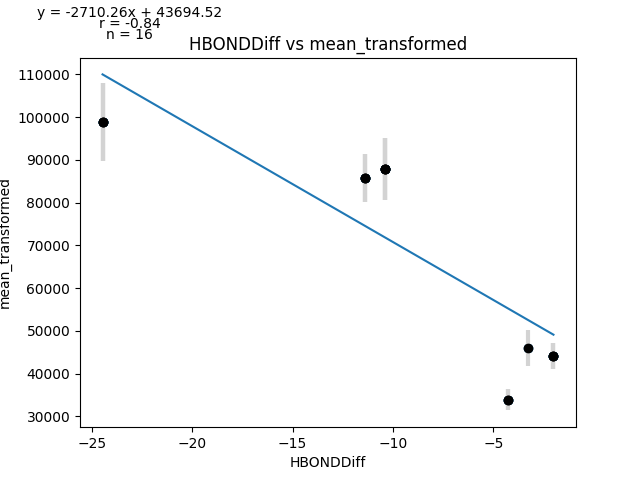 y = -2710.26x + 43694.52
r = -0.84
n = 16
HBONDDiff vs mean_transformed
mean_transformed
110000
100000
90000
80000
70000
60000
50000
40000
30000
−25
−20
−15
−10
−5
HBONDDiff